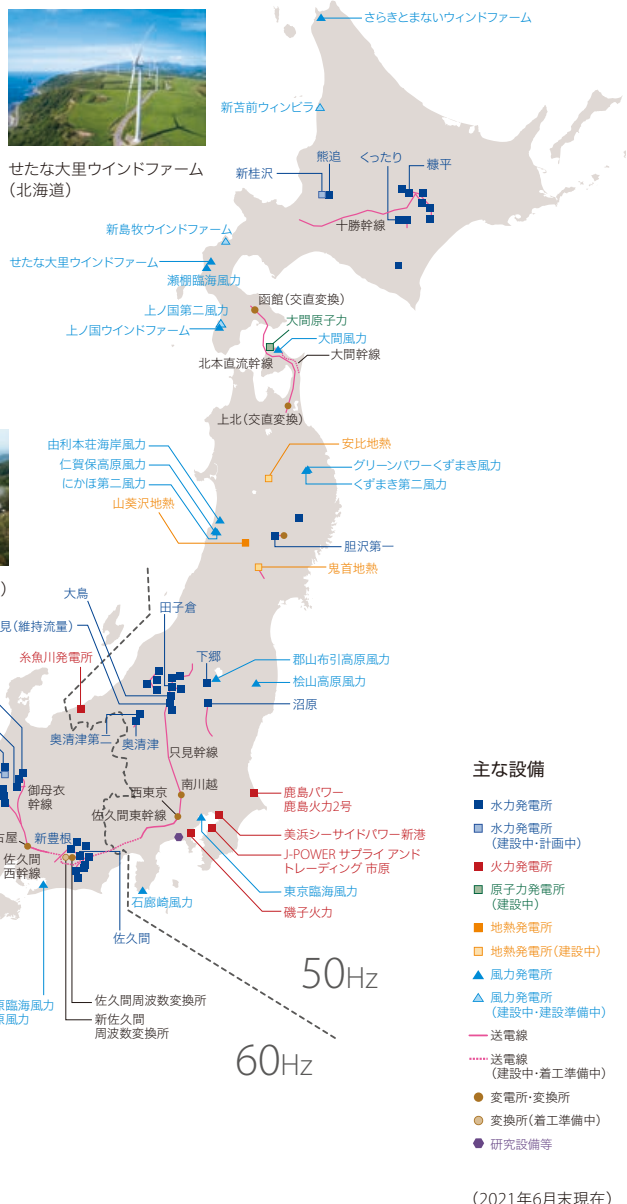 さらきとまないウィンドファーム
せたな大里ウインドファーム
(北海道)
新苫前ウィンビラ
熊追
くったり
糠平
新桂沢
十勝幹線
新島牧ウインドファーム
せたな大里ウインドファーム
瀬棚臨海風力
函館(交直変換)
上ノ国第二風力
上ノ国ウインドファーム
大間原子力
大間風力
北本直流幹線
大間幹線
上北(交直変換)
由利本荘海岸風力
仁賀保高原風力
にかほ第二風力
山葵沢地熱
安比地熱
グリーンパワーくずまき風力
くずまき第二風力
胆沢第一
鬼首地熱
)
大鳥
田子倉
見(維持流量)
糸魚川発電所
下郷
郡山布引高原風力
桧山高原風力
沼原
奥清津第二
奥清津
只見幹線
御母衣
幹線
西東京
南川越
佐久間東幹線
鹿島パワー
鹿島火力2号
美浜シーサイドパワー新港
J-POWER サプライ アンド
トレーディング 市原
東京臨海風力
磯子火力
古屋
新豊根
佐久間
西幹線
石廊崎風力
佐久間
臨海風力
原風力
佐久間周波数変換所
新佐久間
周波数変換所
50Hz
60Hz
主な設備
水力発電所
水力発電所
(建設中・計画中)
火力発電所
原子力発電所
(建設中)
地熱発電所
地熱発電所(建設中)
風力発電所
風力発電所
(建設中・建設準備中)
送電線
送電線
(建設中・着工準備中)
変電所・変換所
変換所(着工準備中)
研究設備等
(2021年6月末現在)